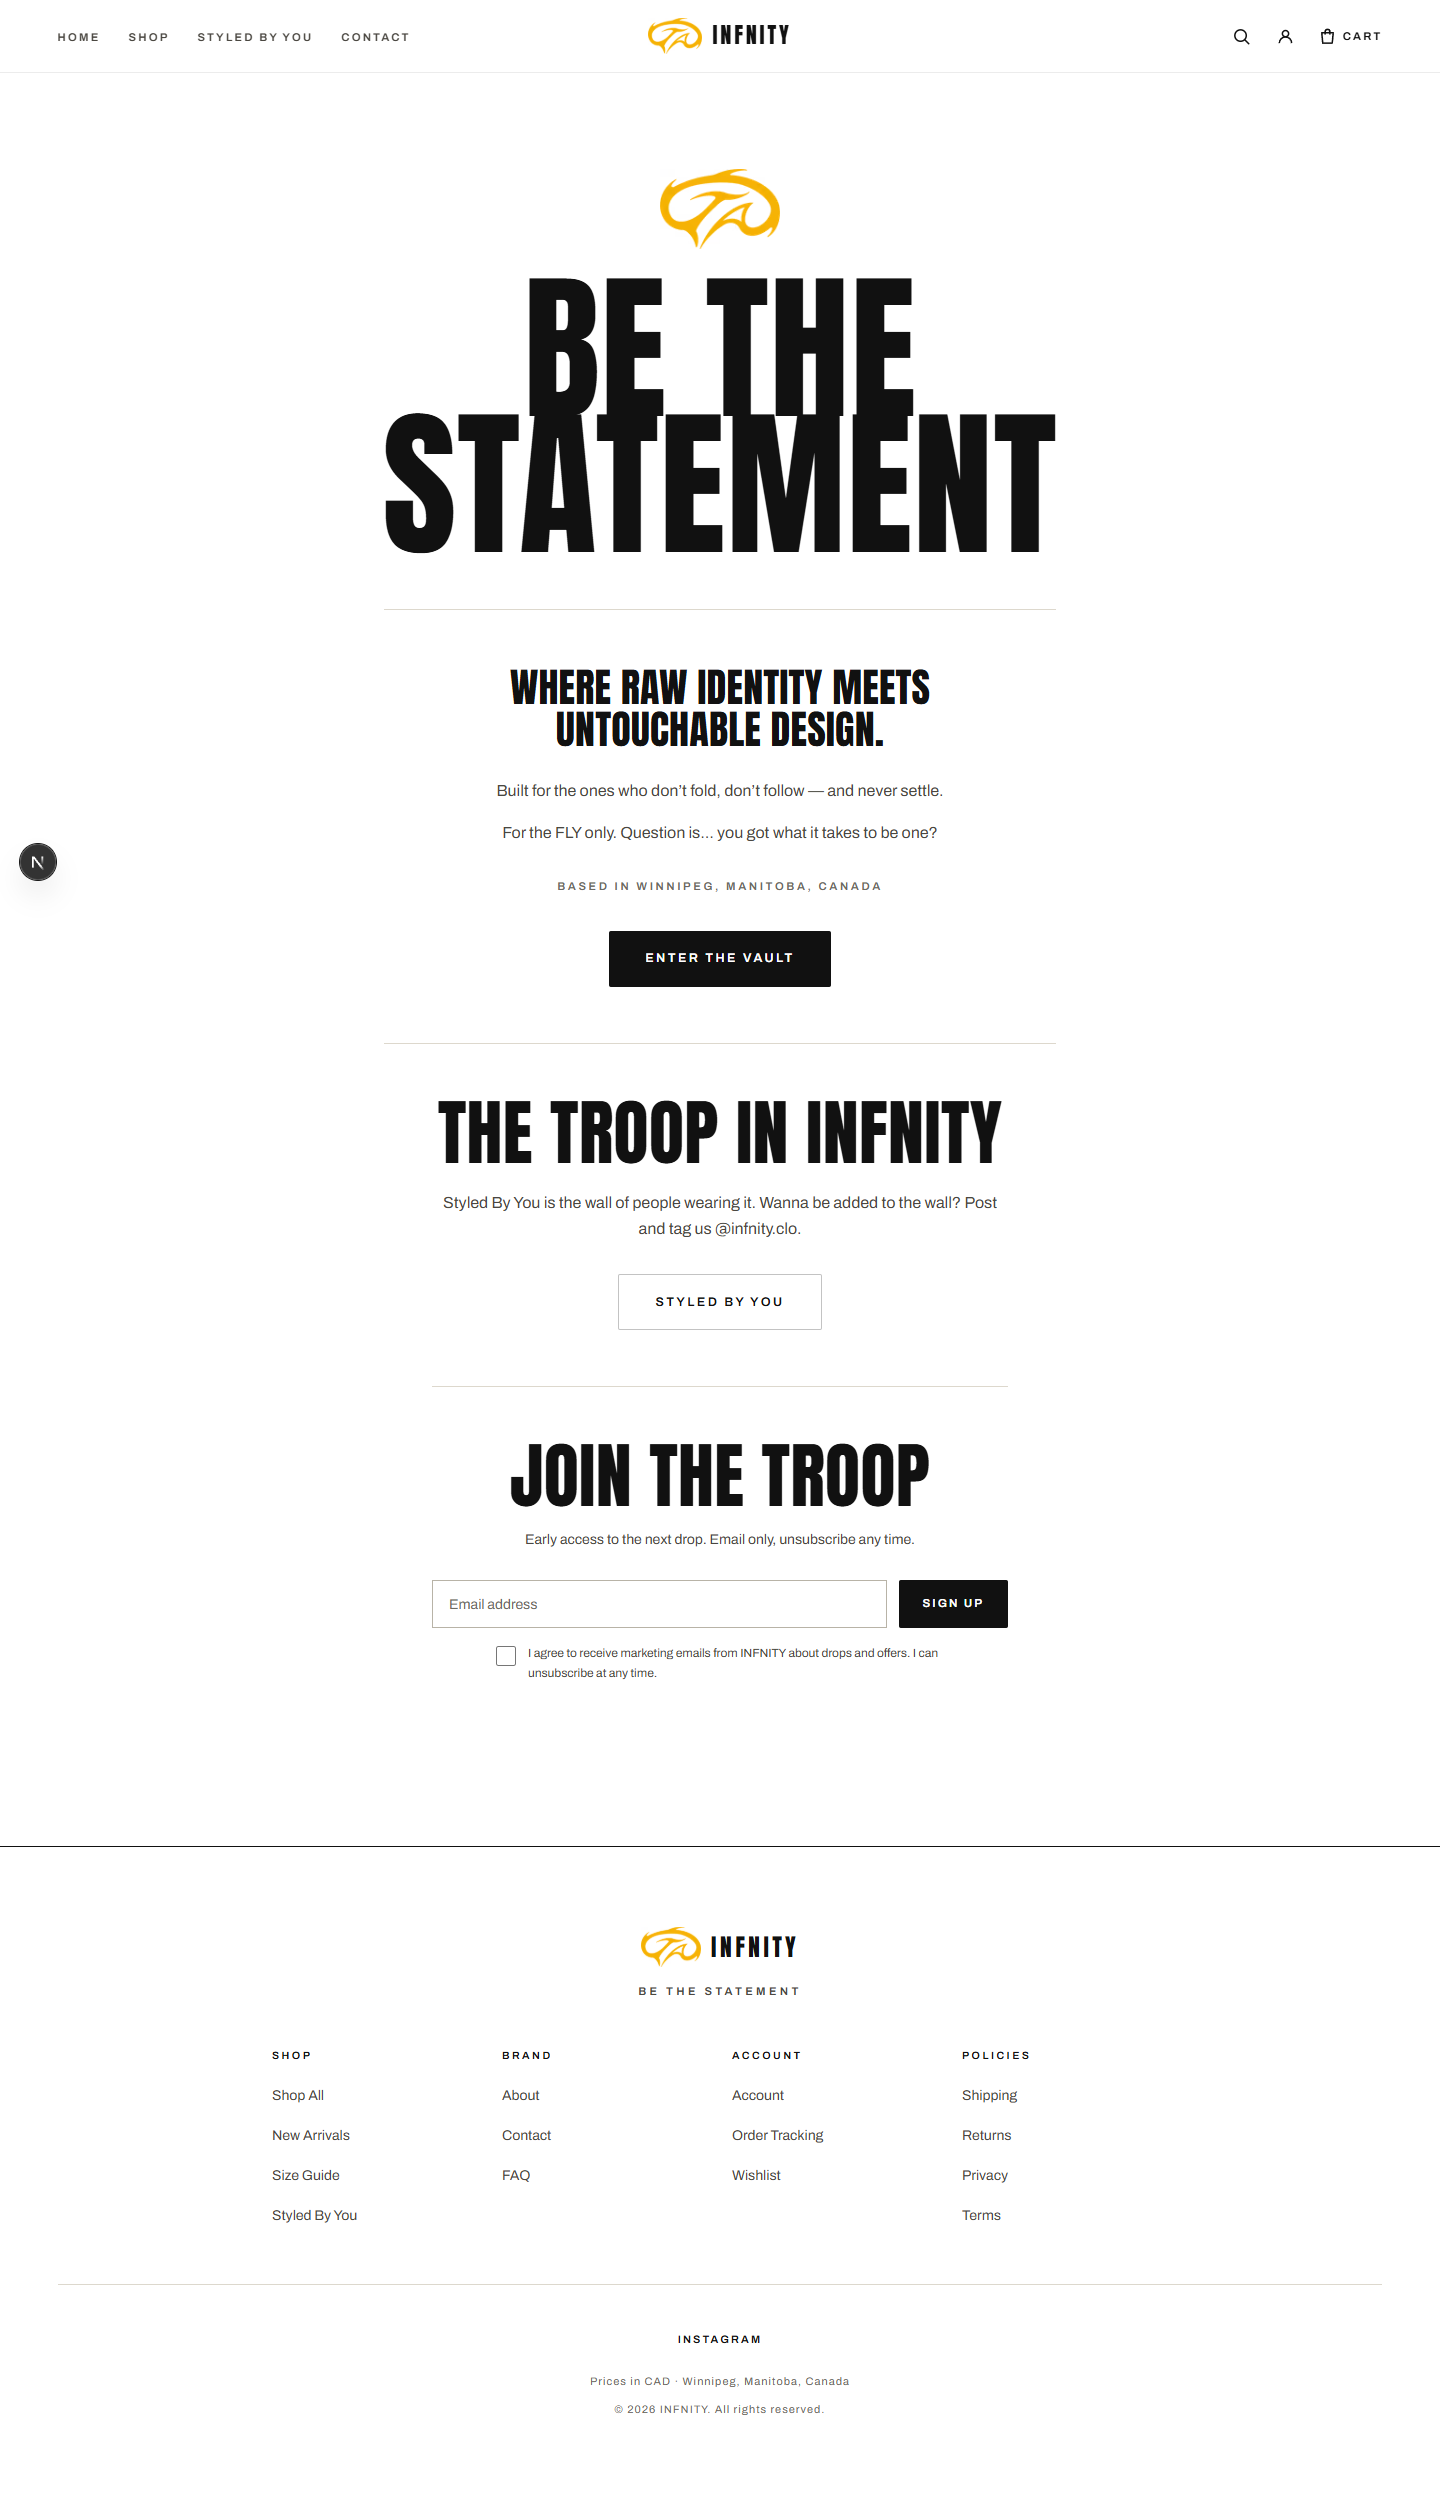 HOME SHOP STYLED BY YOU CONTACT
INFNITY
CART
BE THE
STATEMENT
WHERE RAW IDENTITY MEETS
UNTOUCHABLE DESIGN.
Built for the ones who don’t fold, don’t follow — and never settle.
For the FLY only. Question is... you got what it takes to be one?
BASED IN WINNIPEG, MANITOBA, CANADA
ENTER THE VAULT
THE TROOP IN INFNITY
Styled By You is the wall of people wearing it. Wanna be added to the wall? Post
and tag us @infnity.clo.
STYLED BY YOU
JOIN THE TROOP
Early access to the next drop. Email only, unsubscribe any time.
Email address
SIGN UP
I agree to receive marketing emails from INFNITY about drops and offers. I can
unsubscribe at any time.
N
INFNITY
BE THE STATEMENT
SHOP
Shop All
New Arrivals
Size Guide
Styled By You
BRAND
About
Contact
FAQ
ACCOUNT
Account
Order Tracking
Wishlist
POLICIES
Shipping
Returns
Privacy
Terms
INSTAGRAM
Prices in CAD · Winnipeg, Manitoba, Canada
© 2026 INFNITY. All rights reserved.